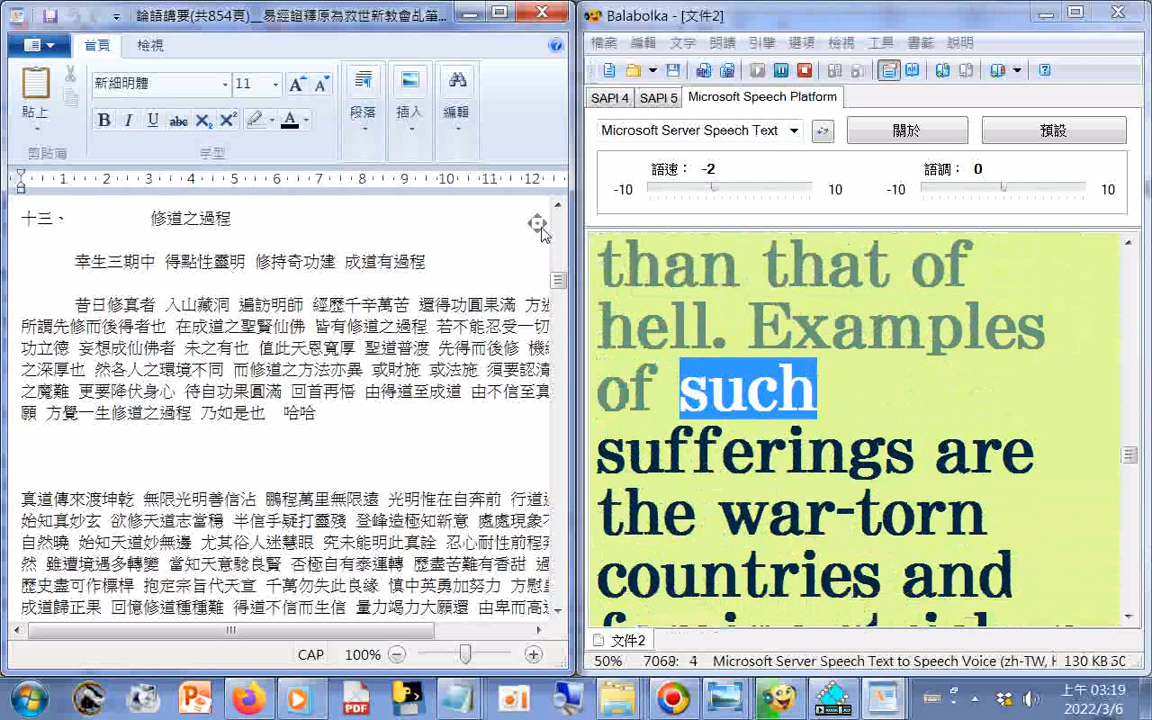 論語講要(共854頁)__易經證釋原為救世新教會乩筆...
首頁
檢視
新細明體
11
貼上
段落
插入
編輯
B I U abc X₂ X²
A
剪貼簿
字型
1 2 3 4 5 6 7 8 9 10 11 12
十三、 修道之過程
幸生三期中 得點性靈明 修持奇功建 成道有過程
昔日修真者 入山藏洞 遍訪明師 經歷千辛萬苦 還得功圓果滿 方
所謂先修而後得者也 在成道之聖賢仙佛 皆有修道之過程 若不能忍受一切
功立德 妄想成仙佛者 未之有也 值此天恩寬厚 聖道普渡 先得而後修 機
之深厚也 然各人之環境不同 而修道之方法亦異 或財施 或法施 須要認清
之魔難 更要降伏身心 待自功果圓滿 回首再悟 由得道至成道 由不信至真
願 方覺一生修道之過程 乃如是也 哈哈
真道傳來渡坤乾 無限光明善信沾 鵬程萬里無限遠 光明惟在自奔前 行道
始知真妙玄 欲修天道志當穩 半信乎疑打靈殘 登峰造極知新意 處處現象
自然曉 始知天道妙無邊 尤其俗人迷慧眼 究未能明此真詮 忍心耐性前程
然 雖遭境遇多轉變 當知天意驗良賢 否極自有泰運轉 歷盡苦難有香甜 過
歷史盡可作標桿 抱定宗旨代天宣 千萬勿失此良緣 慎中英勇加努力 方慰
成道歸正果 回憶修道種種難 得道不信而生信 量力竭力大願還 由卑而高
CAP 100%
Balabolka - [文件2]
檔案 編輯 文字 朗讀 引擎 選項 檢視 工具 書籤 說明
SAPI 4 SAPI 5 Microsoft Speech Platform
Microsoft Server Speech Text
關於
預設
語速： -2
語調： 0
-10 10 -10 10
than that of
hell. Examples
of such
sufferings are
the war-torn
countries and
文件2
50% 7069: 4 Microsoft Server Speech Text to Speech Voice (zh-TW, H 130 KB
PDF
上午 03:19
2022/3/6